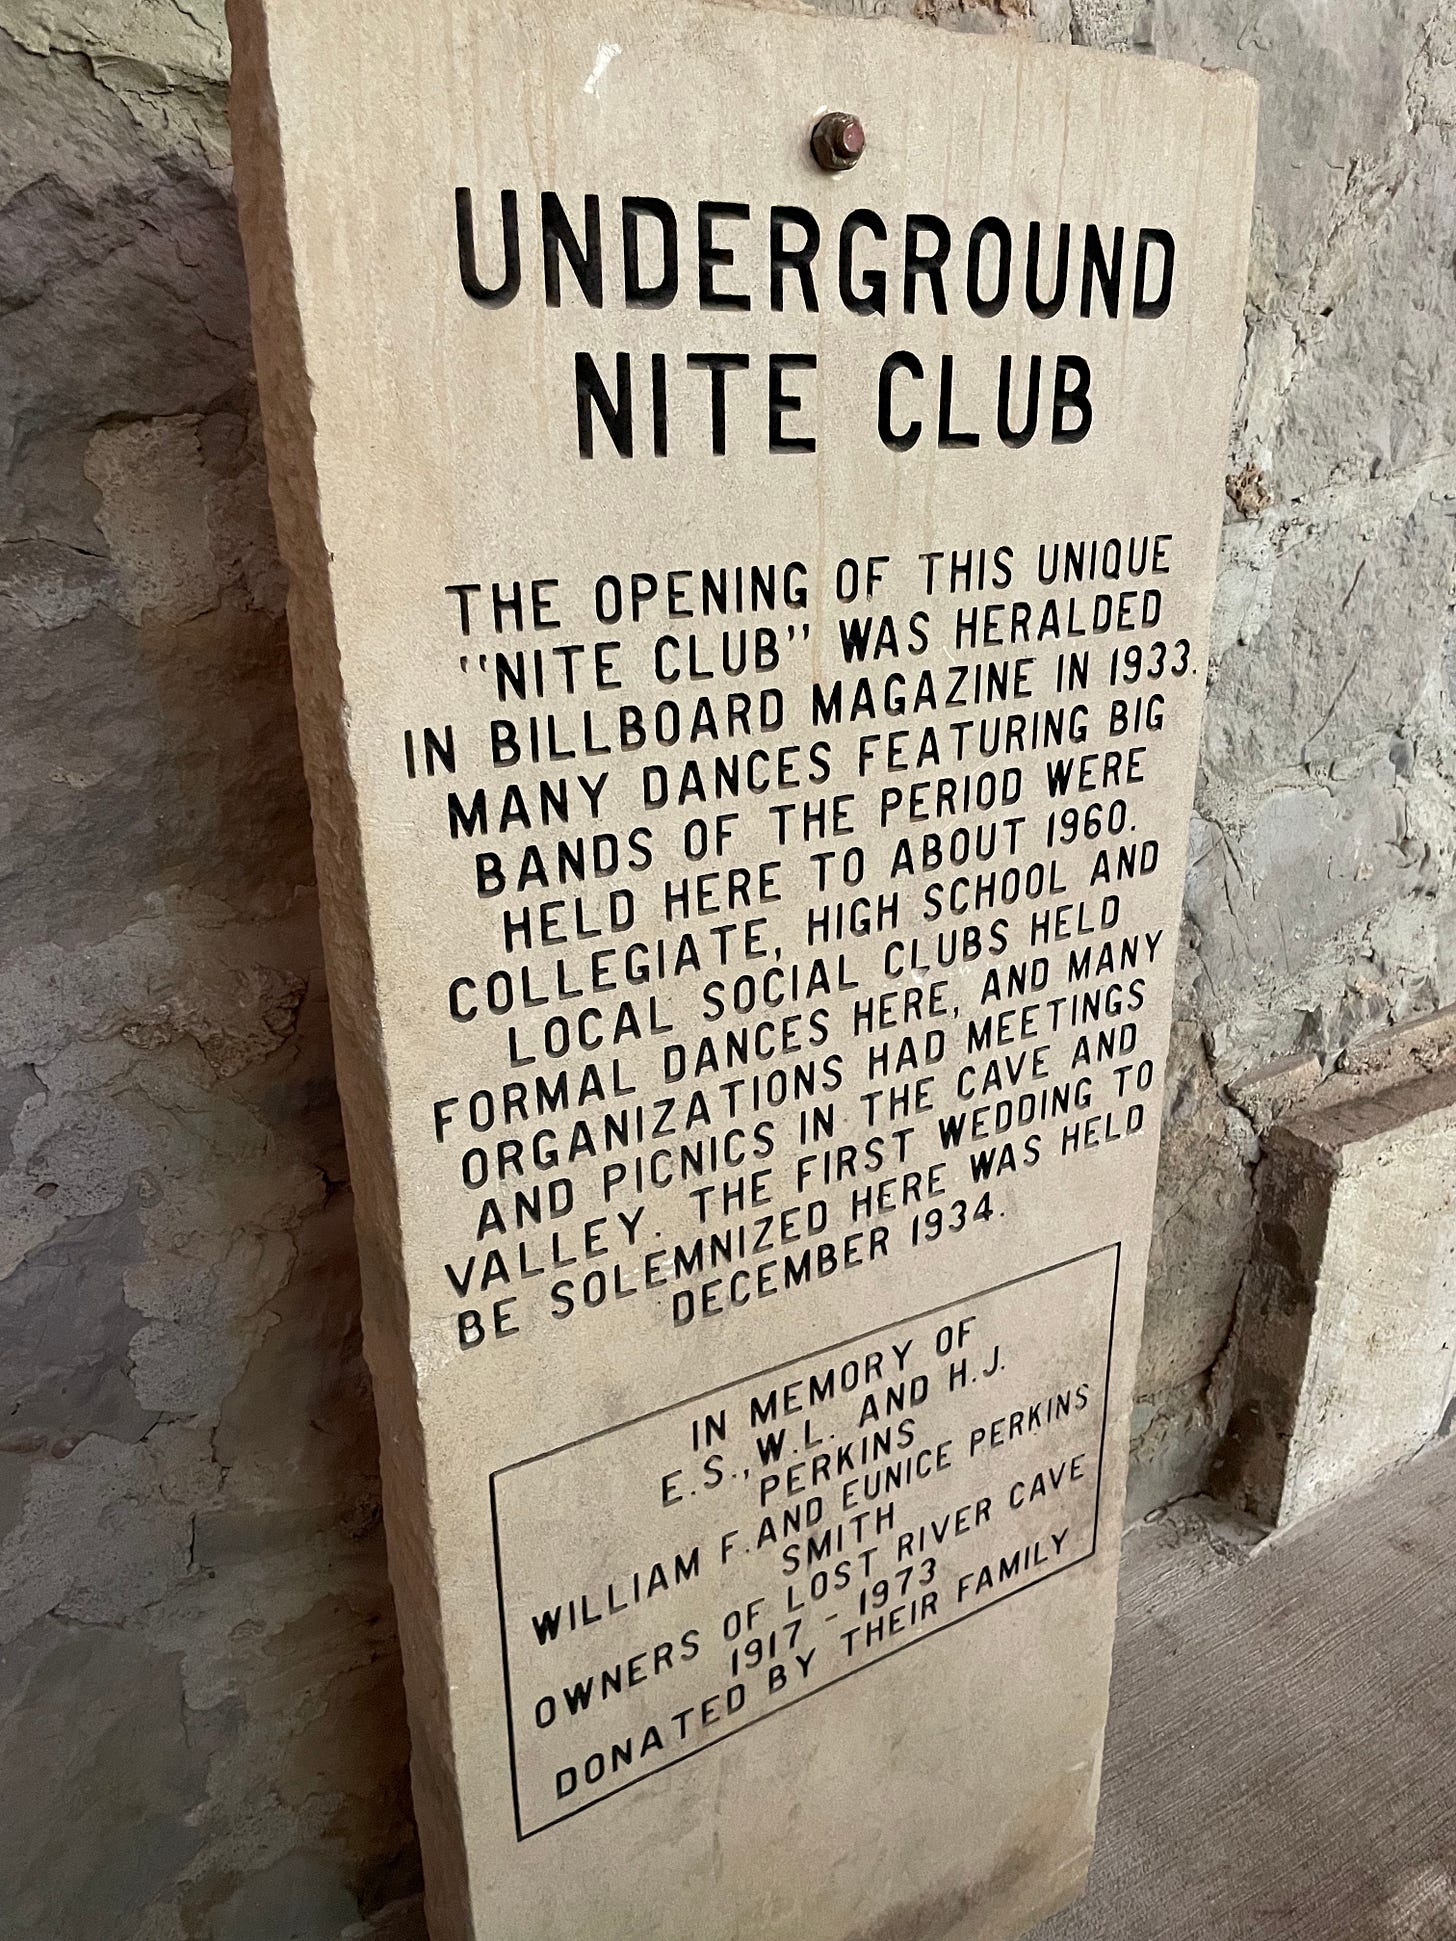 UNDERGROUND
NITE CLUB
THE OPENING OF THIS UNIQUE
"NITE CLUB" WAS HERALDED
IN BILLBOARD MAGAZINE IN 1933.
MANY DANCES FEATURING BIG
BANDS OF THE PERIOD WERE
HELD HERE TO ABOUT 1960.
COLLEGIATE, HIGH SCHOOL AND
LOCAL SOCIAL CLUBS HELD
FORMAL DANCES HERE, AND MANY
ORGANIZATIONS HAD MEETINGS
AND PICNICS IN THE CAVE AND
VALLEY. THE FIRST WEDDING TO
BE SOLEMNIZED HERE WAS HELD
DECEMBER 1934.
IN MEMORY OF
E.S., W.L. AND H.J.
PERKINS
WILLIAM F. AND EUNICE PERKINS
SMITH
OWNERS OF LOST RIVER CAVE
1917 - 1973
DONATED BY THEIR FAMILY